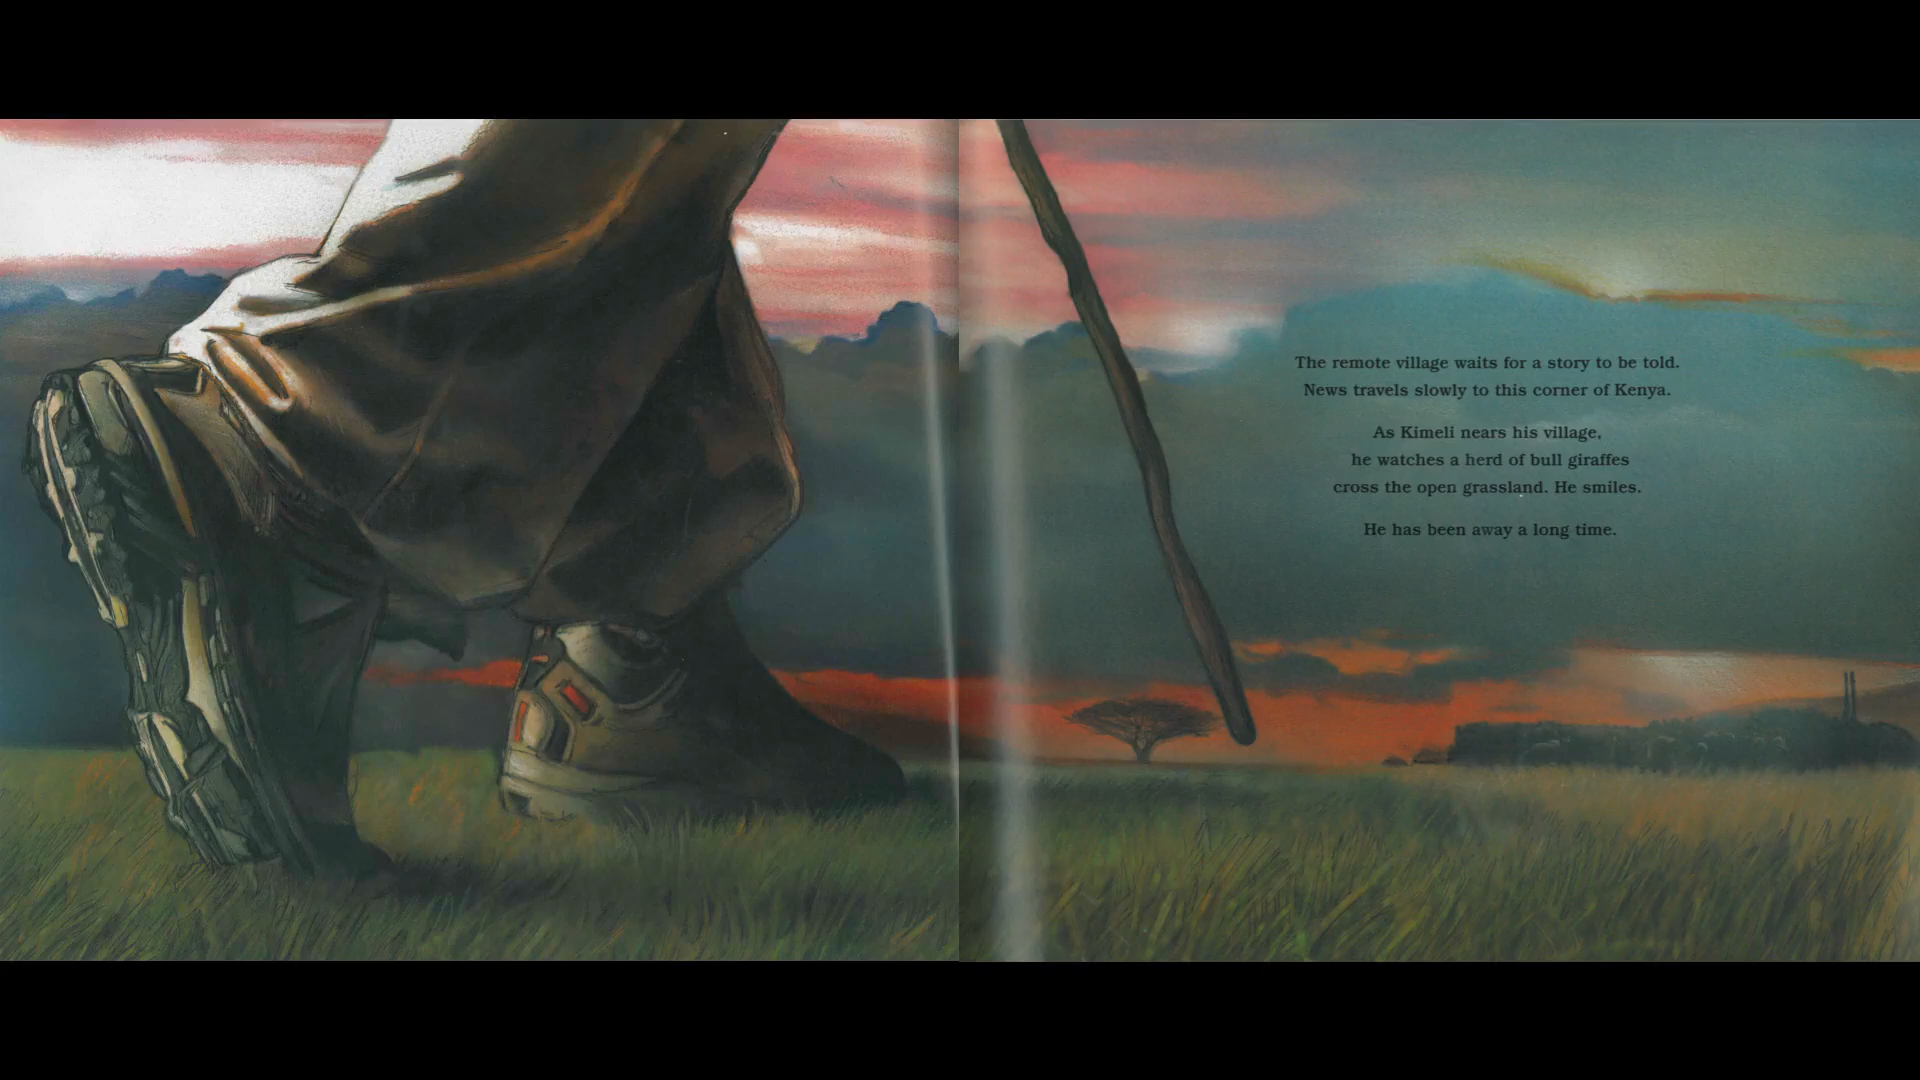 The remote village waits for a story to be told.
News travels slowly to this corner of Kenya.
As Kimeli nears his village,
he watches a herd of bull giraffes
cross the open grassland. He smiles.
He has been away a long time.